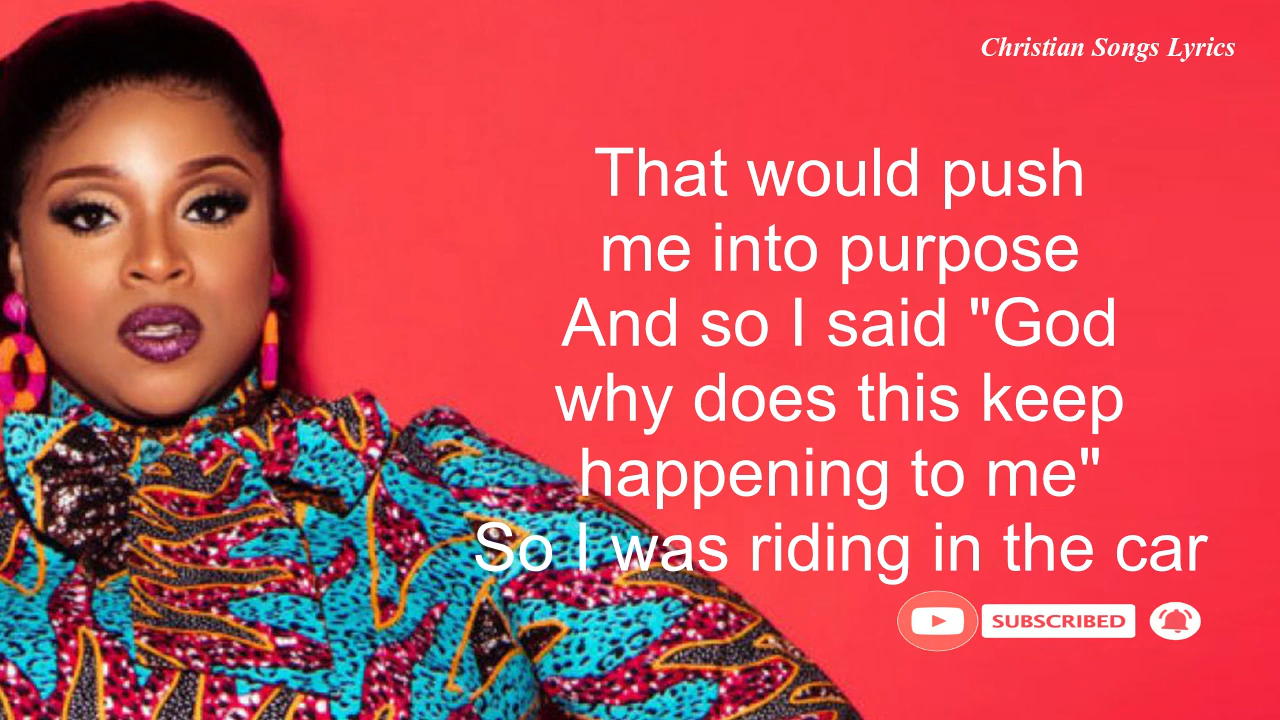 Christian Songs Lyrics
That would push
me into purpose
And so I said "God
why does this keep
happening to me"
So I was riding in the car
SUBSCRIBED